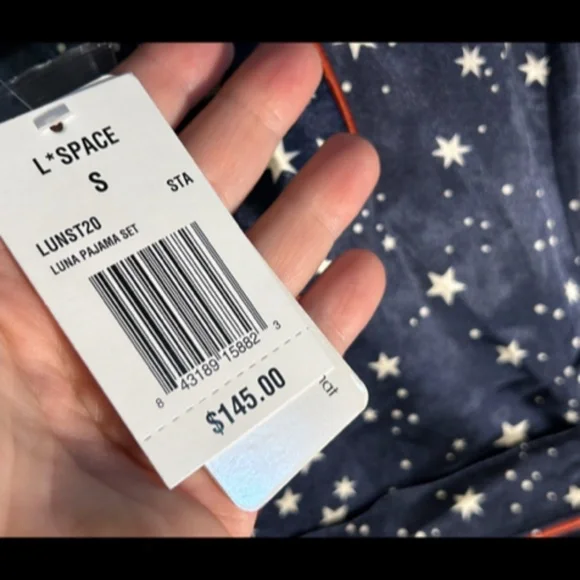 L*SPACE
S
STA
LUNST20
LUNA PAJAMA SET
8 43189 15882 3
$145.00